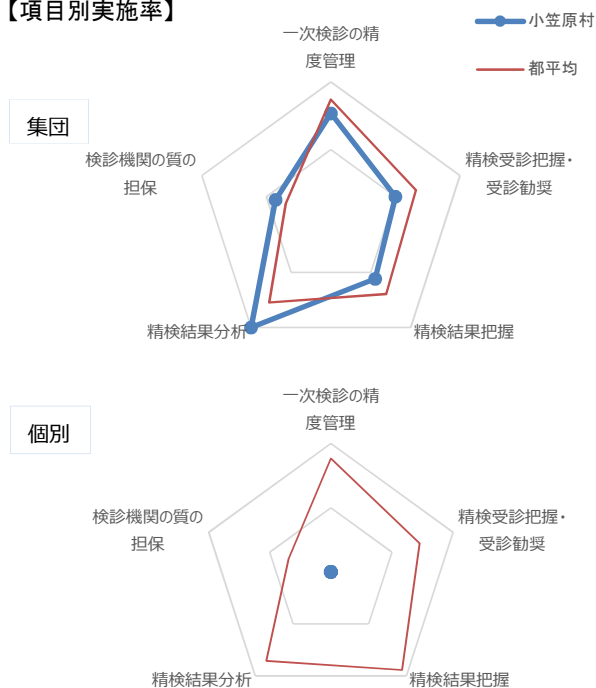 【項目別実施率】
小笠原村
都平均
集団
一次検診の精
度管理
精検受診把握・
受診勧奨
精検結果把握
精検結果分析
検診機関の質の
担保
個別
一次検診の精
度管理
精検受診把握・
受診勧奨
精検結果把握
精検結果分析
検診機関の質の
担保